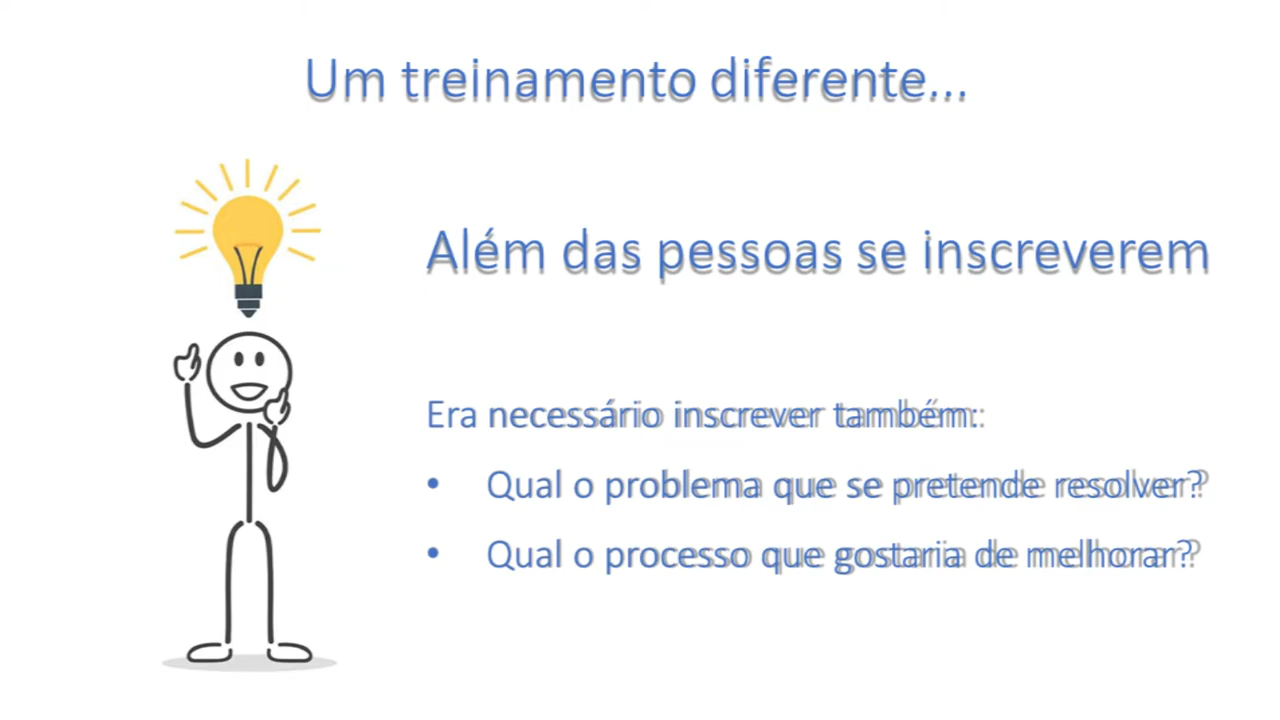 Um treinamento diferente...
Além das pessoas se inscreverem
Era necessário inscrever também:
• Qual o problema que se pretende resolver?
• Qual o processo que gostaria de melhorar?